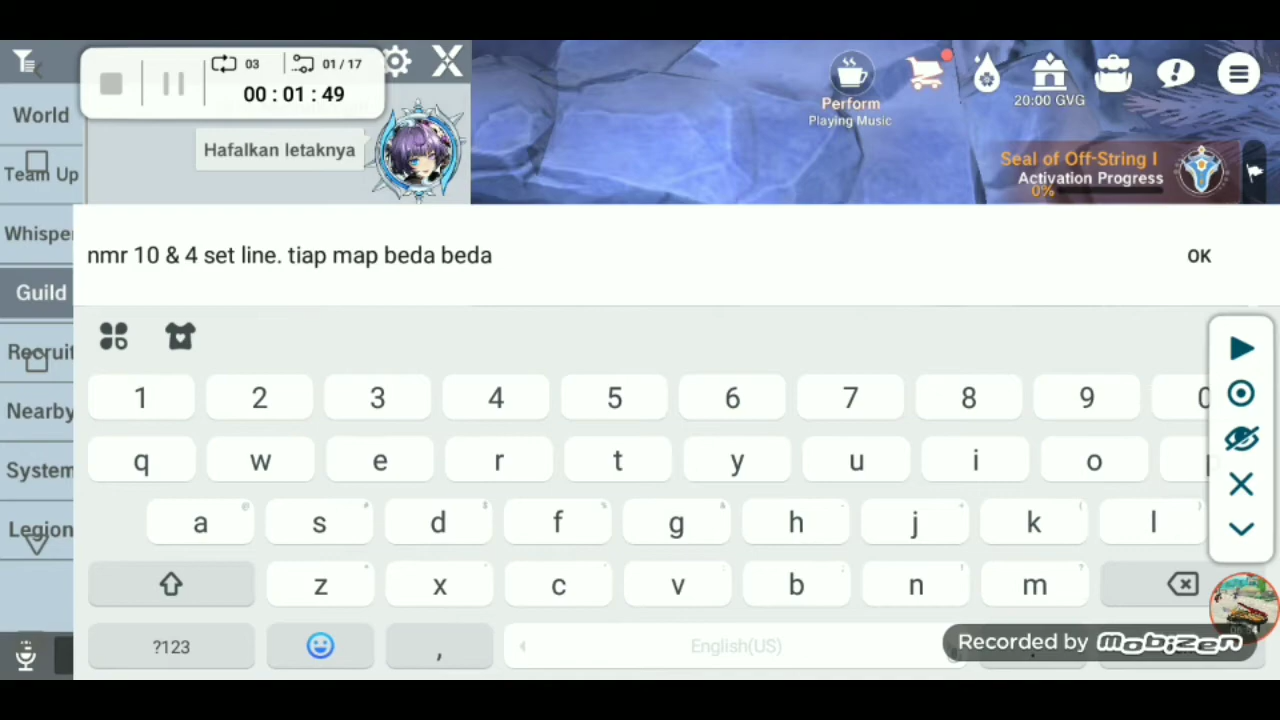 03
01 / 17
00 : 01 : 49
World
Team Up
Whisper
Guild
Recruit
Nearby
System
Legion
Hafalkan letaknya
Perform
Playing Music
20:00 GVG
Seal of Off-String I
Activation Progress
0%
nmr 10 & 4 set line. tiap map beda beda
OK
1 2 3 4 5 6 7 8 9 0
q w e r t y u i o p
a s d f g h j k l
z x c v b n m
?123 , English(US)
Recorded by Mobizen